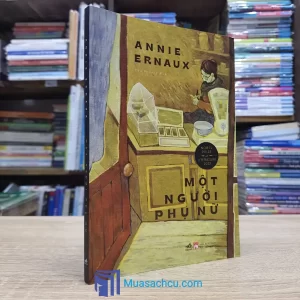 ANNIE
ERNAUX
MỘT
NGƯỜI
PHỤ NỮ
Muasachcu.com